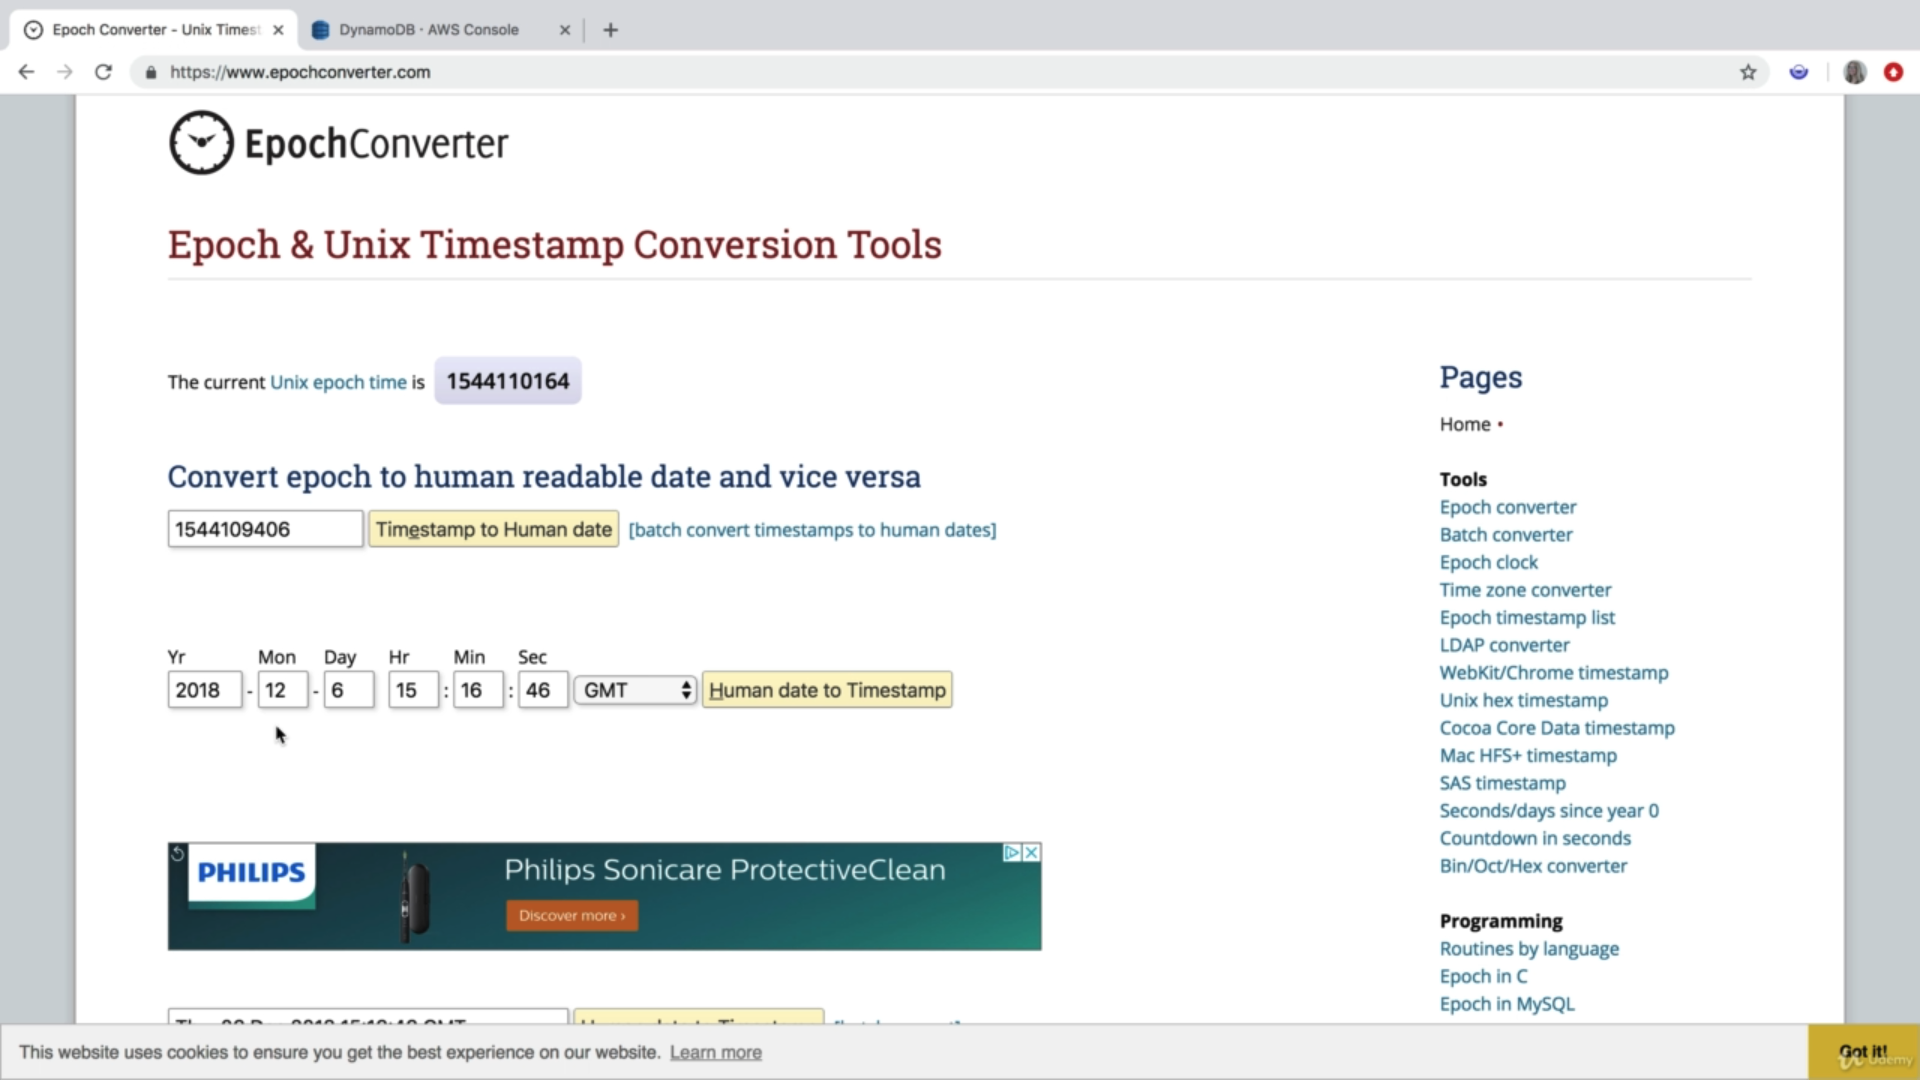 Epoch Converter - Unix Timest
DynamoDB · AWS Console
https://www.epochconverter.com
EpochConverter
Epoch & Unix Timestamp Conversion Tools
The current Unix epoch time is 1544110164
Convert epoch to human readable date and vice versa
1544109406 Timestamp to Human date [batch convert timestamps to human dates]
Yr Mon Day Hr Min Sec
2018 - 12 - 6 15 : 16 : 46 GMT Human date to Timestamp
PHILIPS
Philips Sonicare ProtectiveClean
Discover more ›
Pages
Home •
Tools
Epoch converter
Batch converter
Epoch clock
Time zone converter
Epoch timestamp list
LDAP converter
WebKit/Chrome timestamp
Unix hex timestamp
Cocoa Core Data timestamp
Mac HFS+ timestamp
SAS timestamp
Seconds/days since year 0
Countdown in seconds
Bin/Oct/Hex converter
Programming
Routines by language
Epoch in C
Epoch in MySQL
This website uses cookies to ensure you get the best experience on our website. Learn more
Got it!
Udemy